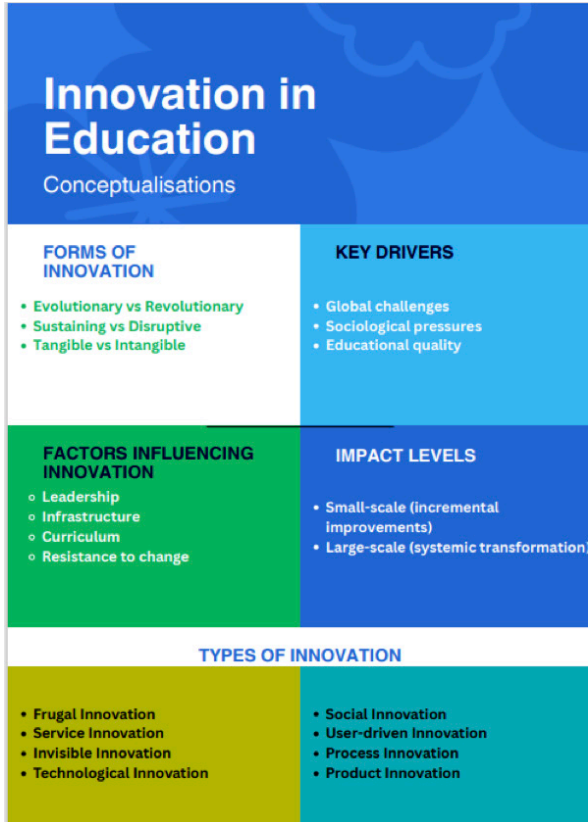 Innovation in
Education
Conceptualisations
FORMS OF
INNOVATION
• Evolutionary vs Revolutionary
• Sustaining vs Disruptive
• Tangible vs Intangible
KEY DRIVERS
• Global challenges
• Sociological pressures
• Educational quality
FACTORS INFLUENCING
INNOVATION
◦ Leadership
◦ Infrastructure
◦ Curriculum
◦ Resistance to change
IMPACT LEVELS
• Small-scale (incremental
improvements)
• Large-scale (systemic transformation)
TYPES OF INNOVATION
• Frugal Innovation
• Service Innovation
• Invisible Innovation
• Technological Innovation
• Social Innovation
• User-driven Innovation
• Process Innovation
• Product Innovation